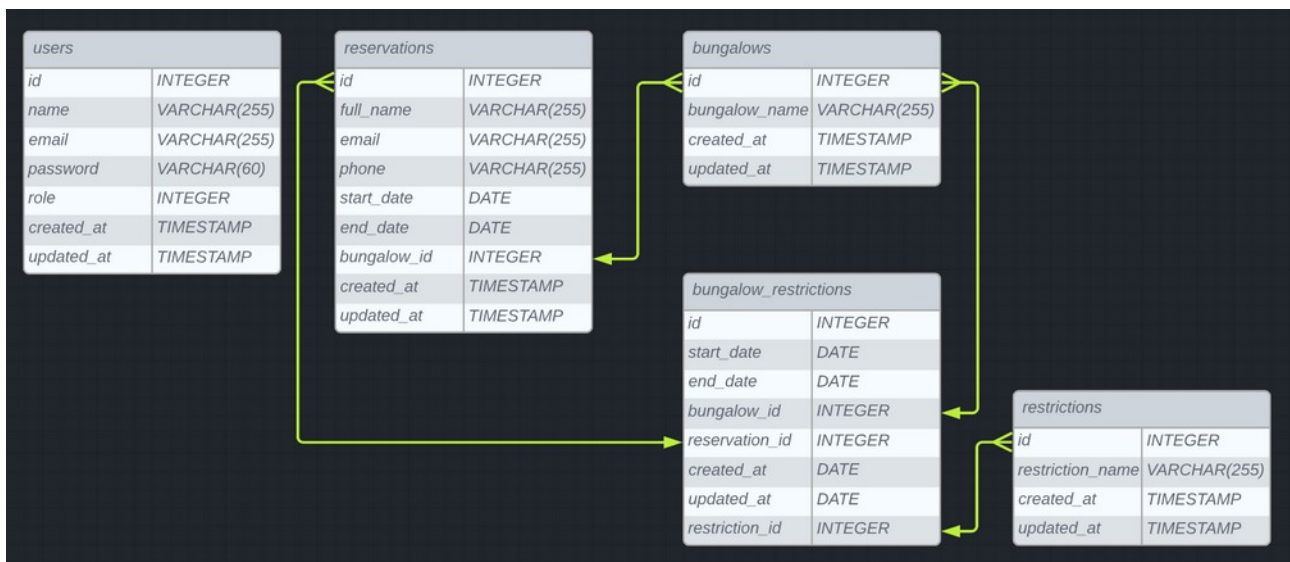 users
id INTEGER
name VARCHAR(255)
email VARCHAR(255)
password VARCHAR(60)
role INTEGER
created_at TIMESTAMP
updated_at TIMESTAMP
reservations
id INTEGER
full_name VARCHAR(255)
email VARCHAR(255)
phone VARCHAR(255)
start_date DATE
end_date DATE
bungalow_id INTEGER
created_at TIMESTAMP
updated_at TIMESTAMP
bungalows
id INTEGER
bungalow_name VARCHAR(255)
created_at TIMESTAMP
updated_at TIMESTAMP
bungalow_restrictions
id INTEGER
start_date DATE
end_date DATE
bungalow_id INTEGER
reservation_id INTEGER
created_at DATE
updated_at DATE
restriction_id INTEGER
restrictions
id INTEGER
restriction_name VARCHAR(255)
created_at TIMESTAMP
updated_at TIMESTAMP